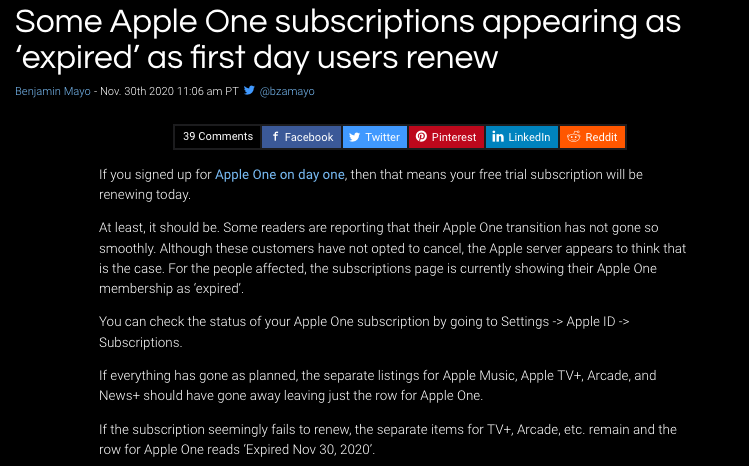 Some Apple One subscriptions appearing as
‘expired’ as first day users renew
Benjamin Mayo - Nov. 30th 2020 11:06 am PT @bzamayo
39 Comments Facebook Twitter Pinterest LinkedIn Reddit
If you signed up for Apple One on day one, then that means your free trial subscription will be
renewing today.
At least, it should be. Some readers are reporting that their Apple One transition has not gone so
smoothly. Although these customers have not opted to cancel, the Apple server appears to think that
is the case. For the people affected, the subscriptions page is currently showing their Apple One
membership as ‘expired’.
You can check the status of your Apple One subscription by going to Settings -> Apple ID ->
Subscriptions.
If everything has gone as planned, the separate listings for Apple Music, Apple TV+, Arcade, and
News+ should have gone away leaving just the row for Apple One.
If the subscription seemingly fails to renew, the separate items for TV+, Arcade, etc. remain and the
row for Apple One reads ‘Expired Nov 30, 2020’.